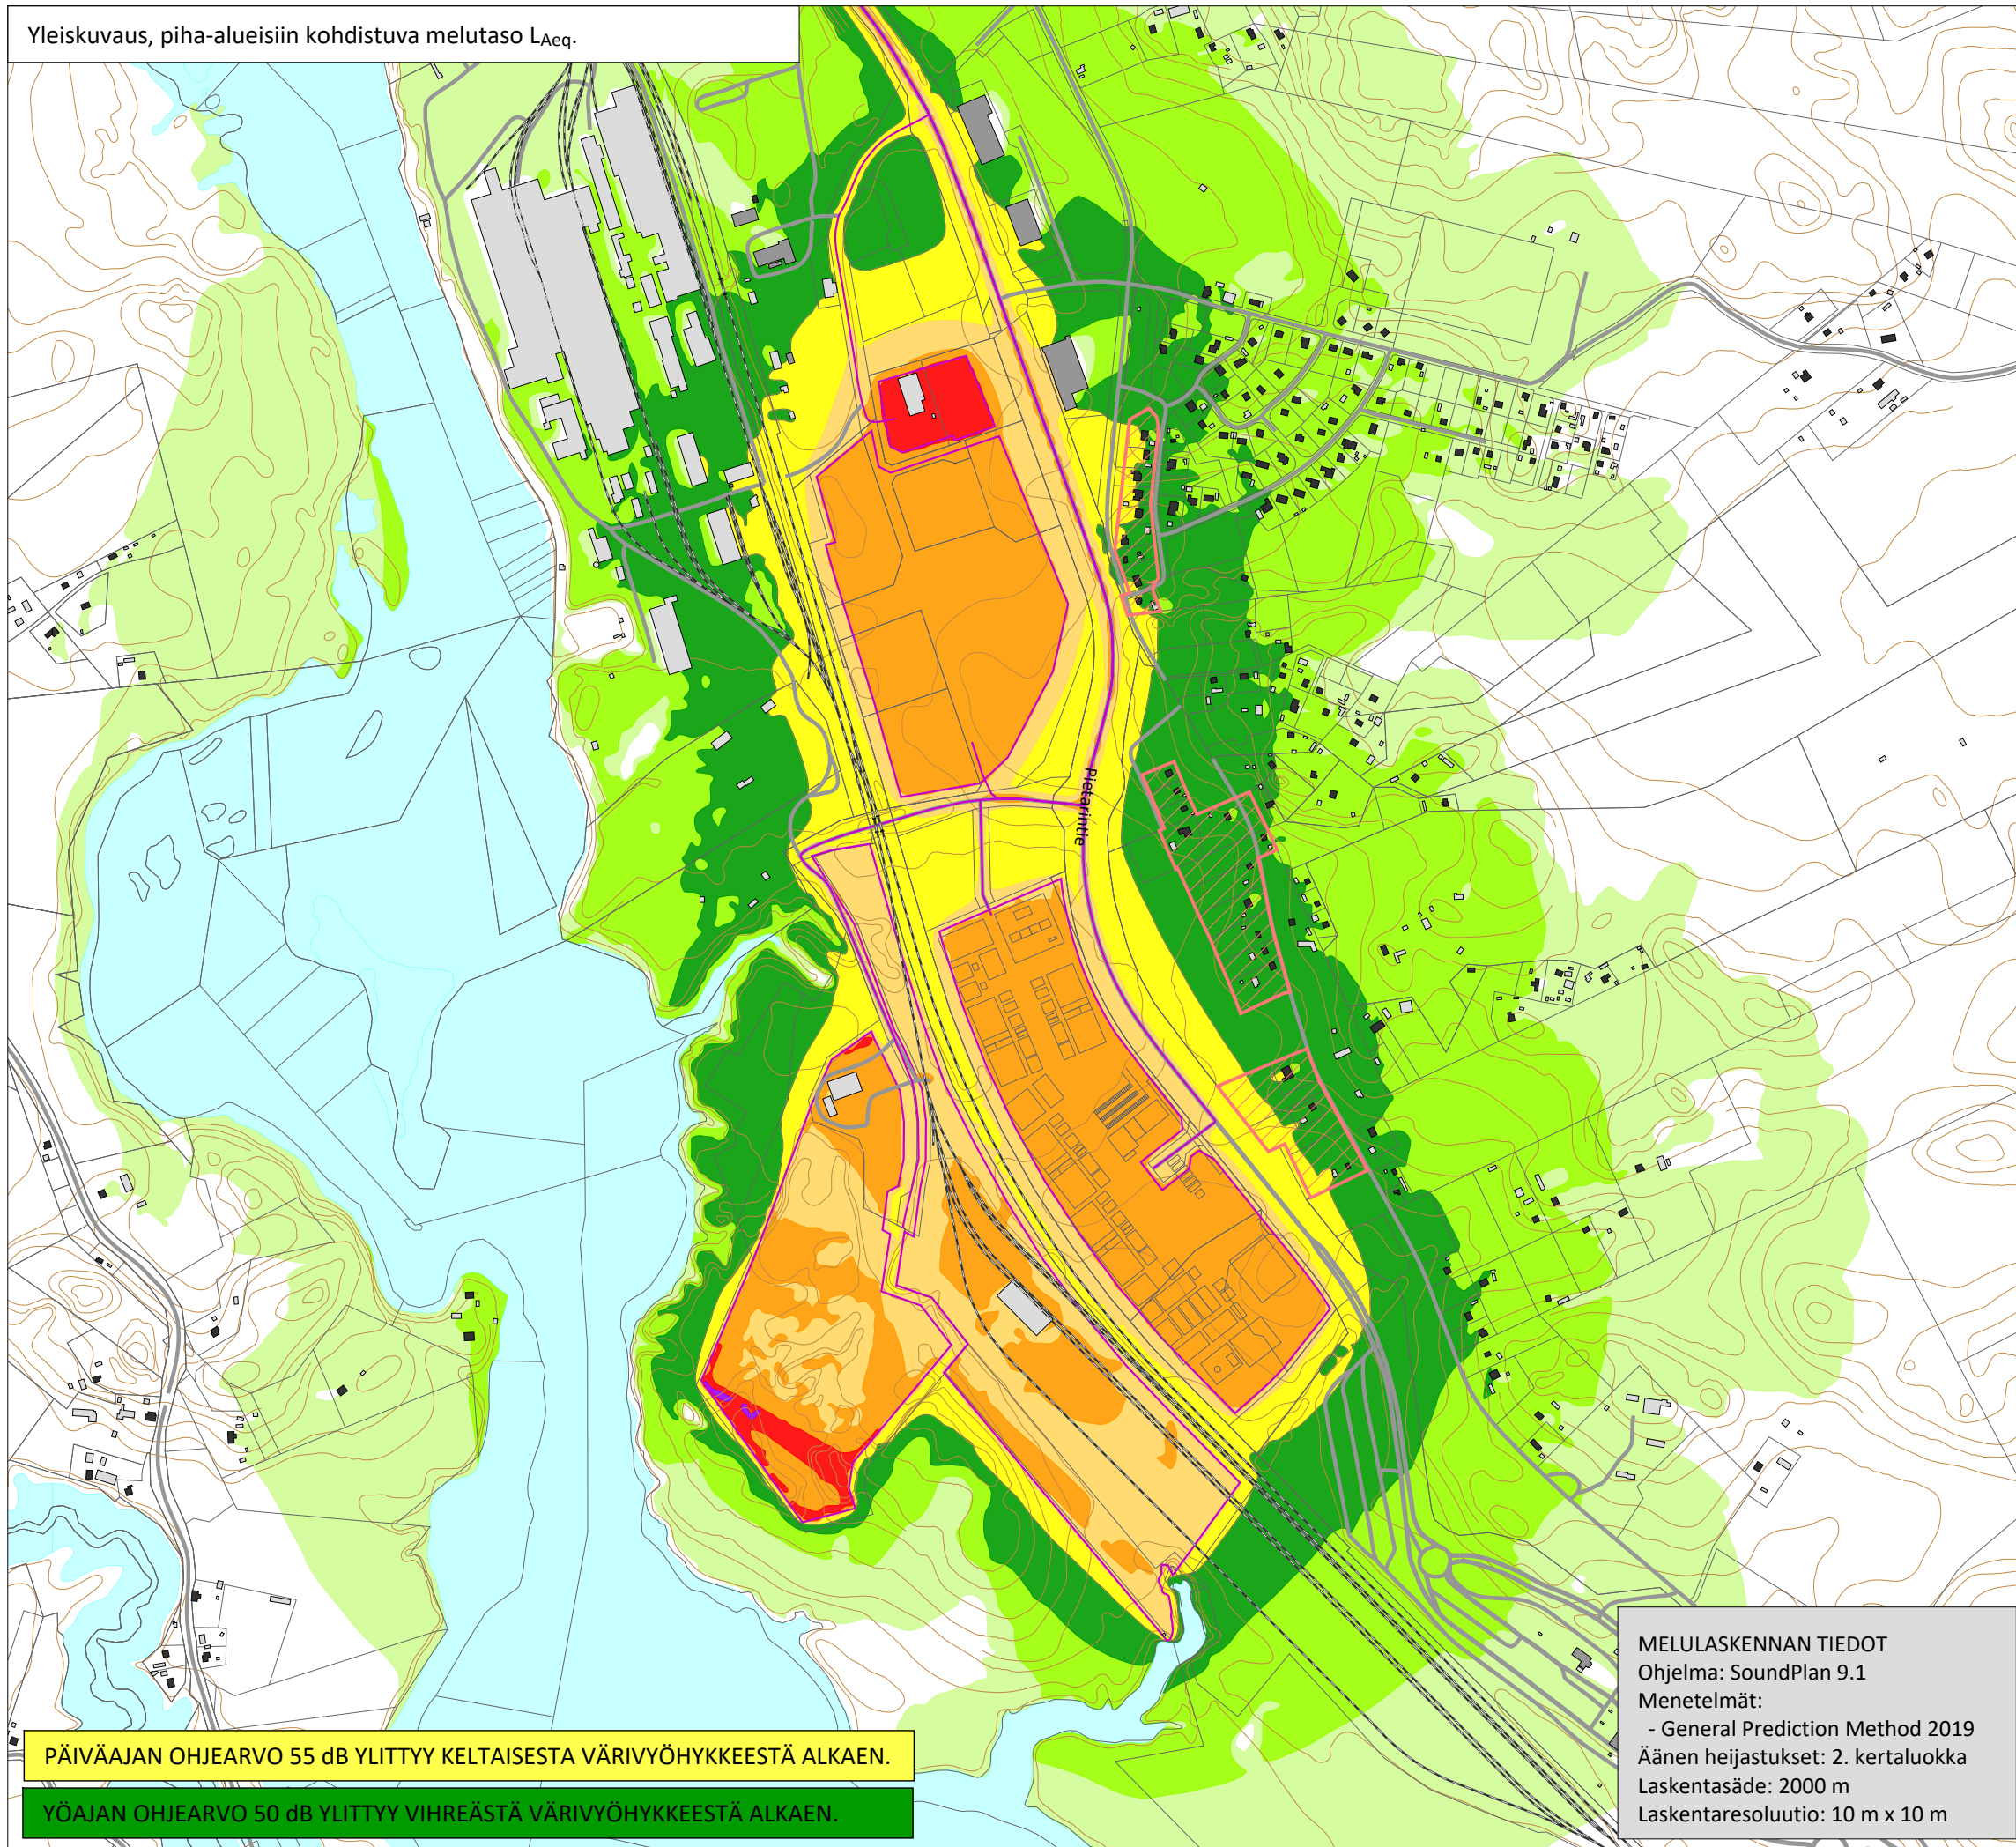 Yleiskuvaus, piha-alueisiin kohdistuva melutaso LAeq.
Pietarintie
PÄIVÄAJAN OHJEARVO 55 dB YLITTYY KELTAISESTA VÄRIVYÖHYKKEESTÄ ALKAEN.
YÖAJAN OHJEARVO 50 dB YLITTYY VIHREÄSTÄ VÄRIVYÖHYKKEESTÄ ALKAEN.
MELULASKENNAN TIEDOT
Ohjelma: SoundPlan 9.1
Menetelmät:
- General Prediction Method 2019
Äänen heijastukset: 2. kertaluokka
Laskentasäde: 2000 m
Laskentaresoluutio: 10 m x 10 m